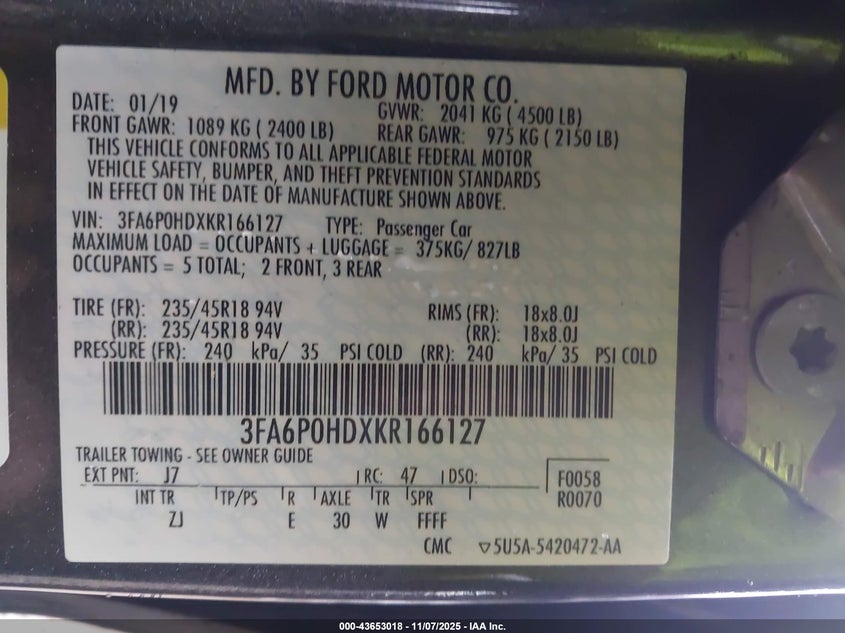 MFD. BY FORD MOTOR CO.
DATE: 01/19 GVWR: 2041 KG ( 4500 LB)
FRONT GAWR: 1089 KG ( 2400 LB) REAR GAWR: 975 KG ( 2150 LB)
THIS VEHICLE CONFORMS TO ALL APPLICABLE FEDERAL MOTOR
VEHICLE SAFETY, BUMPER, AND THEFT PREVENTION STANDARDS
IN EFFECT ON THE DATE OF MANUFACTURE SHOWN ABOVE.
VIN: 3FA6P0HDXKR166127 TYPE: Passenger Car
MAXIMUM LOAD = OCCUPANTS + LUGGAGE = 375KG/ 827LB
OCCUPANTS = 5 TOTAL; 2 FRONT, 3 REAR
TIRE (FR): 235/45R18 94V RIMS (FR): 18x8.0J
(RR): 235/45R18 94V (RR): 18x8.0J
PRESSURE (FR): 240 kPa/ 35 PSI COLD (RR): 240 kPa/ 35 PSI COLD
3FA6P0HDXKR166127
TRAILER TOWING - SEE OWNER GUIDE
EXT PNT: J7 RC: 47 DSO: F0058
R0070
INT TR TP/PS R AXLE TR SPR
ZJ E 30 W FFFF
CMC ▽5U5A-5420472-AA
000-43653018 - 11/07/2025 - IAA Inc.